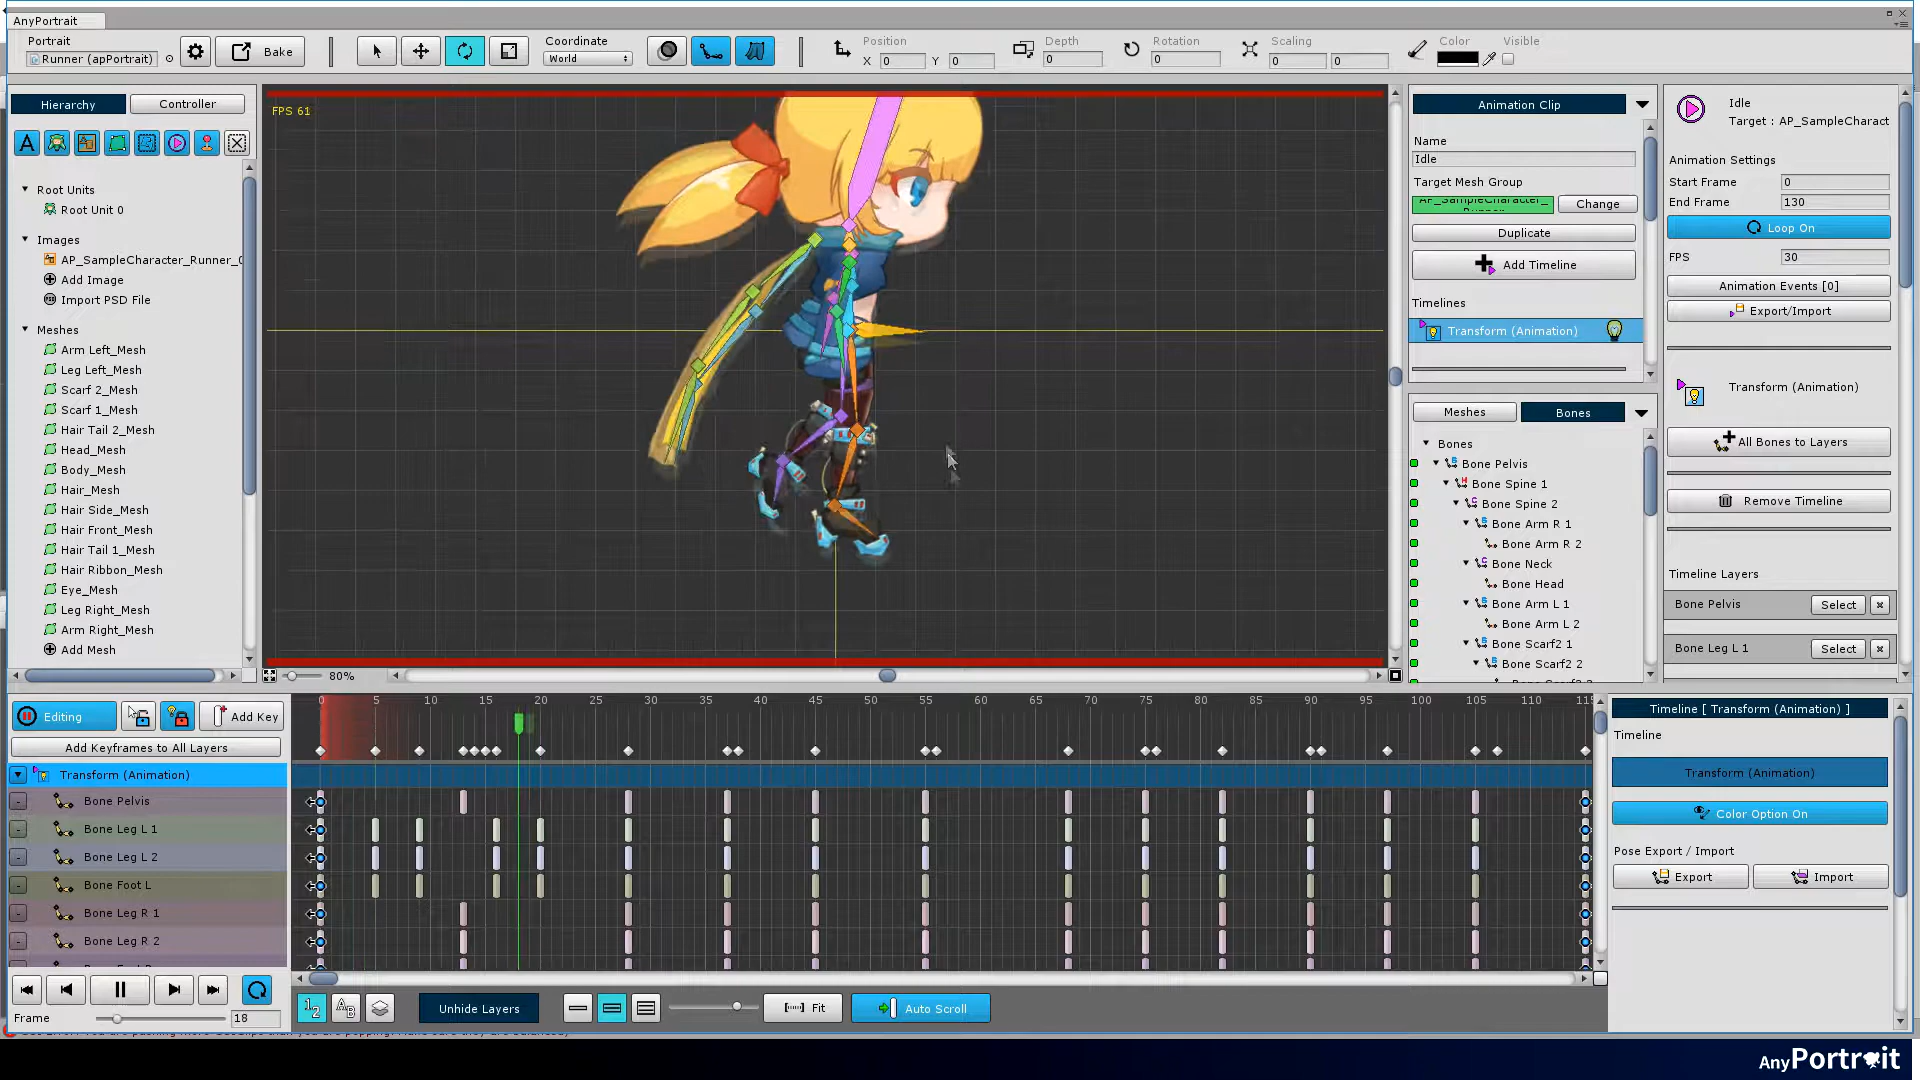 AnyPortrait
Portrait
Runner (apPortrait)
Bake
Coordinate
World
Position
X 0 Y 0
Depth
0
Rotation
0
Scaling
0 0
Color
Visible
Hierarchy
Controller
Root Units
Root Unit 0
Images
AP_SampleCharacter_Runner_0
Add Image
Import PSD File
Meshes
Arm Left_Mesh
Leg Left_Mesh
Scarf 2_Mesh
Scarf 1_Mesh
Hair Tail 2_Mesh
Head_Mesh
Body_Mesh
Hair_Mesh
Hair Side_Mesh
Hair Front_Mesh
Hair Tail 1_Mesh
Hair Ribbon_Mesh
Eye_Mesh
Leg Right_Mesh
Arm Right_Mesh
Add Mesh
FPS 61
80%
Animation Clip
Name
Idle
Target Mesh Group
AP_SampleCharacter_
Runner
Change
Duplicate
Add Timeline
Timelines
Transform (Animation)
Meshes
Bones
Bones
Bone Pelvis
Bone Spine 1
Bone Spine 2
Bone Arm R 1
Bone Arm R 2
Bone Neck
Bone Head
Bone Arm L 1
Bone Arm L 2
Bone Scarf2 1
Bone Scarf2 2
Idle
Target : AP_SampleCharact
Animation Settings
Start Frame 0
End Frame 130
Loop On
FPS 30
Animation Events [0]
Export/Import
Transform (Animation)
All Bones to Layers
Remove Timeline
Timeline Layers
Bone Pelvis Select
Bone Leg L 1 Select
Editing
Add Key
Add Keyframes to All Layers
Transform (Animation)
Bone Pelvis
Bone Leg L 1
Bone Leg L 2
Bone Foot L
Bone Leg R 1
Bone Leg R 2
0 5 10 15 20 25 30 35 40 45 50 55 60 65 70 75 80 85 90 95 100 105 110 115
Frame
18
Unhide Layers
Fit
Auto Scroll
Timeline [ Transform (Animation) ]
Timeline
Transform (Animation)
Color Option On
Pose Export / Import
Export
Import
AnyPortrait